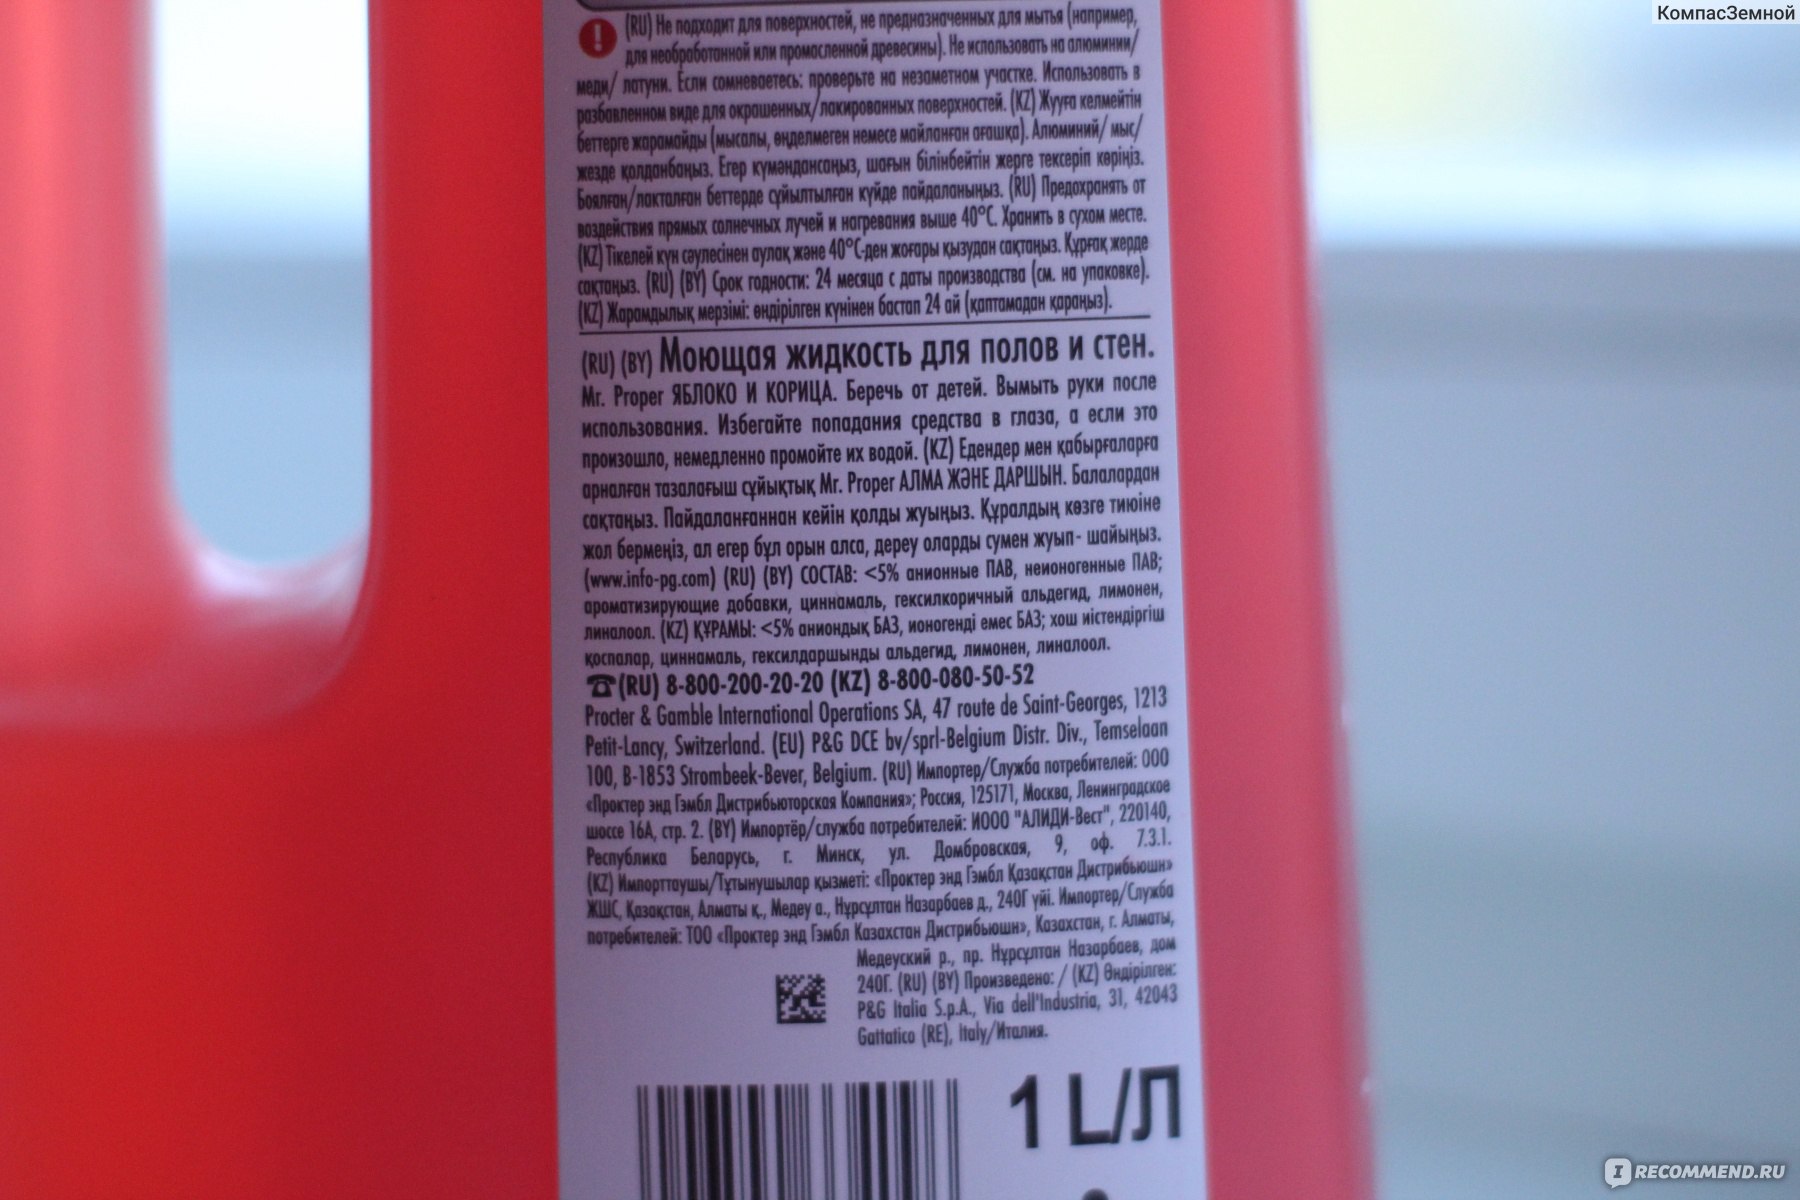 КомпасЗемной
(RU) Не подходит для поверхностей, не предназначенных для мытья (например,
для необработанной или промасленной древесины). Не использовать на алюминии/
меди/ латуни. Если сомневаетесь: проверьте на незаметном участке. Использовать в
разбавленном виде для окрашенных/лакированных поверхностей. (KZ) Жууға келмейтін
беттерге жарамайды (мысалы, өңделмеген немесе майланған ағашқа). Алюминий/ мыс/
жезде қолданбаңыз. Егер күмәндансаңыз, шағын білінбейтін жерге тексеріп көріңіз.
Боялған/лакталған беттерде сұйылтылған күйде пайдаланыңыз. (RU) Предохранять от
воздействия прямых солнечных лучей и нагревания выше 40°C. Хранить в сухом месте.
(KZ) Тікелей күн сәулесінен аулақ және 40°C-ден жоғары қызудан сақтаңыз. Құрғақ жерде
сақтаңыз. (RU) (BY) Срок годности: 24 месяца с даты производства (см. на упаковке).
(KZ) Жарамдылық мерзімі: өндірілген күнінен бастап 24 ай (қаптамадан қараңыз).
(RU) (BY) Моющая жидкость для полов и стен.
Mr. Proper ЯБЛОКО И КОРИЦА. Беречь от детей. Вымыть руки после
использования. Избегайте попадания средства в глаза, а если это
произошло, немедленно промойте их водой. (KZ) Едендер мен қабырғаларға
арналған тазалағыш сұйықтық Mr. Proper АЛМА ЖӘНЕ ДАРШЫН. Балалардан
сақтаңыз. Пайдаланғаннан кейін қолды жуыңыз. Құралдың көзге тиюіне
жол бермеңіз, ал егер бұл орын алса, дереу оларды сумен жуып- шайыңыз.
(www.info-pg.com) (RU) (BY) СОСТАВ: <5% анионные ПАВ, неионогенные ПАВ;
ароматизирующие добавки, циннамаль, гексилкоричный альдегид, лимонен,
линалоол. (KZ) ҚҰРАМЫ: <5% аниондық БАЗ, ионогенді емес БАЗ; хош иістендіргіш
қоспалар, циннамаль, гексилдаршынды альдегид, лимонен, линалоол.
☎(RU) 8-800-200-20-20 (KZ) 8-800-080-50-52
Procter & Gamble International Operations SA, 47 route de Saint-Georges, 1213
Petit-Lancy, Switzerland. (EU) P&G DCE bv/sprl-Belgium Distr. Div., Temselaan
100, B-1853 Strombeek-Bever, Belgium. (RU) Импортер/Служба потребителей: ООО
«Проктер энд Гэмбл Дистрибьюторская Компания»; Россия, 125171, Москва, Ленинградское
шоссе 16А, стр. 2. (BY) Импортёр/служба потребителей: ИООО "АЛИДИ-Вест", 220140,
Республика Беларусь, г. Минск, ул. Домбровская, 9, оф. 7.3.1.
(KZ) Импорттаушы/Тұтынушылар қызметі: «Проктер энд Гэмбл Қазақстан Дистрибьюшн»
ЖШС, Қазақстан, Алматы қ., Медеу а., Нұрсұлтан Назарбаев д., 240Г үйі. Импортер/Служба
потребителей: ТОО «Проктер энд Гэмбл Казахстан Дистрибьюшн», Казахстан, г. Алматы,
Медеуский р., пр. Нұрсұлтан Назарбаев, дом
240Г. (RU) (BY) Произведено: / (KZ) Өндірілген:
P&G Italia S.p.A., Via dell'Industria, 31, 42043
Gattatico (RE), Italy/Италия.
1 L/Л
RECOMMEND.RU